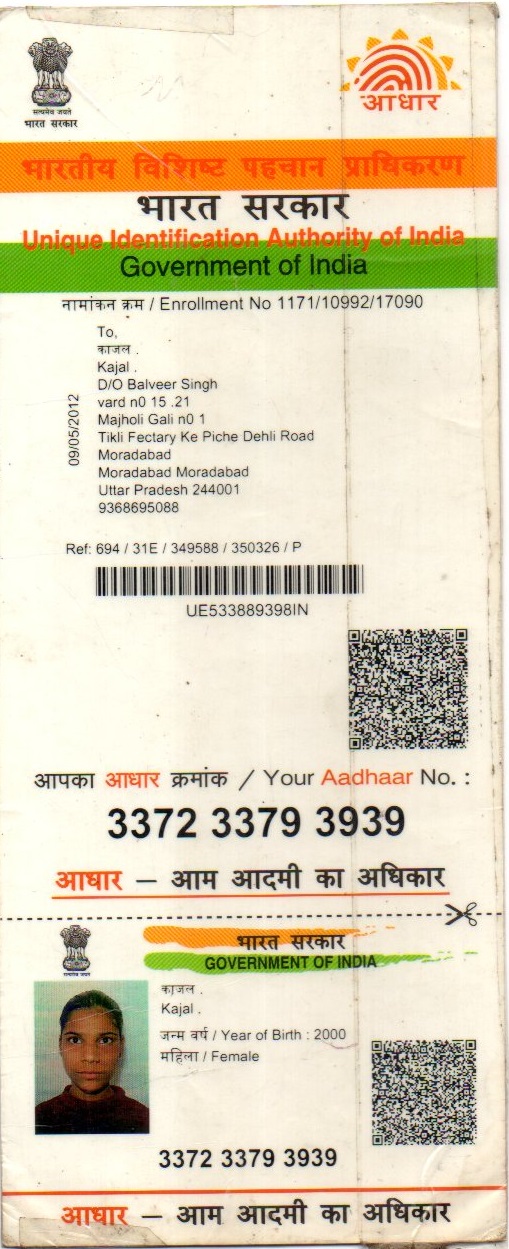 सत्यमेव जयते
भारत सरकार
आधार
भारतीय विशिष्ट पहचान प्राधिकरण
भारत सरकार
Unique Identification Authority of India
Government of India
नामांकन क्रम / Enrollment No 1171/10992/17090
To,
काजल .
Kajal .
D/O Balveer Singh
vard n0 15 .21
Majholi Gali n0 1
Tikli Fectary Ke Piche Dehli Road
Moradabad
Moradabad Moradabad
Uttar Pradesh 244001
9368695088
09/05/2012
Ref: 694 / 31E / 349588 / 350326 / P
UE533889398IN
आपका आधार क्रमांक / Your Aadhaar No. :
3372 3379 3939
आधार — आम आदमी का अधिकार
सत्यमेव जयते
भारत सरकार
GOVERNMENT OF INDIA
काजल .
Kajal .
जन्म वर्ष / Year of Birth : 2000
महिला / Female
3372 3379 3939
आधार — आम आदमी का अधिकार